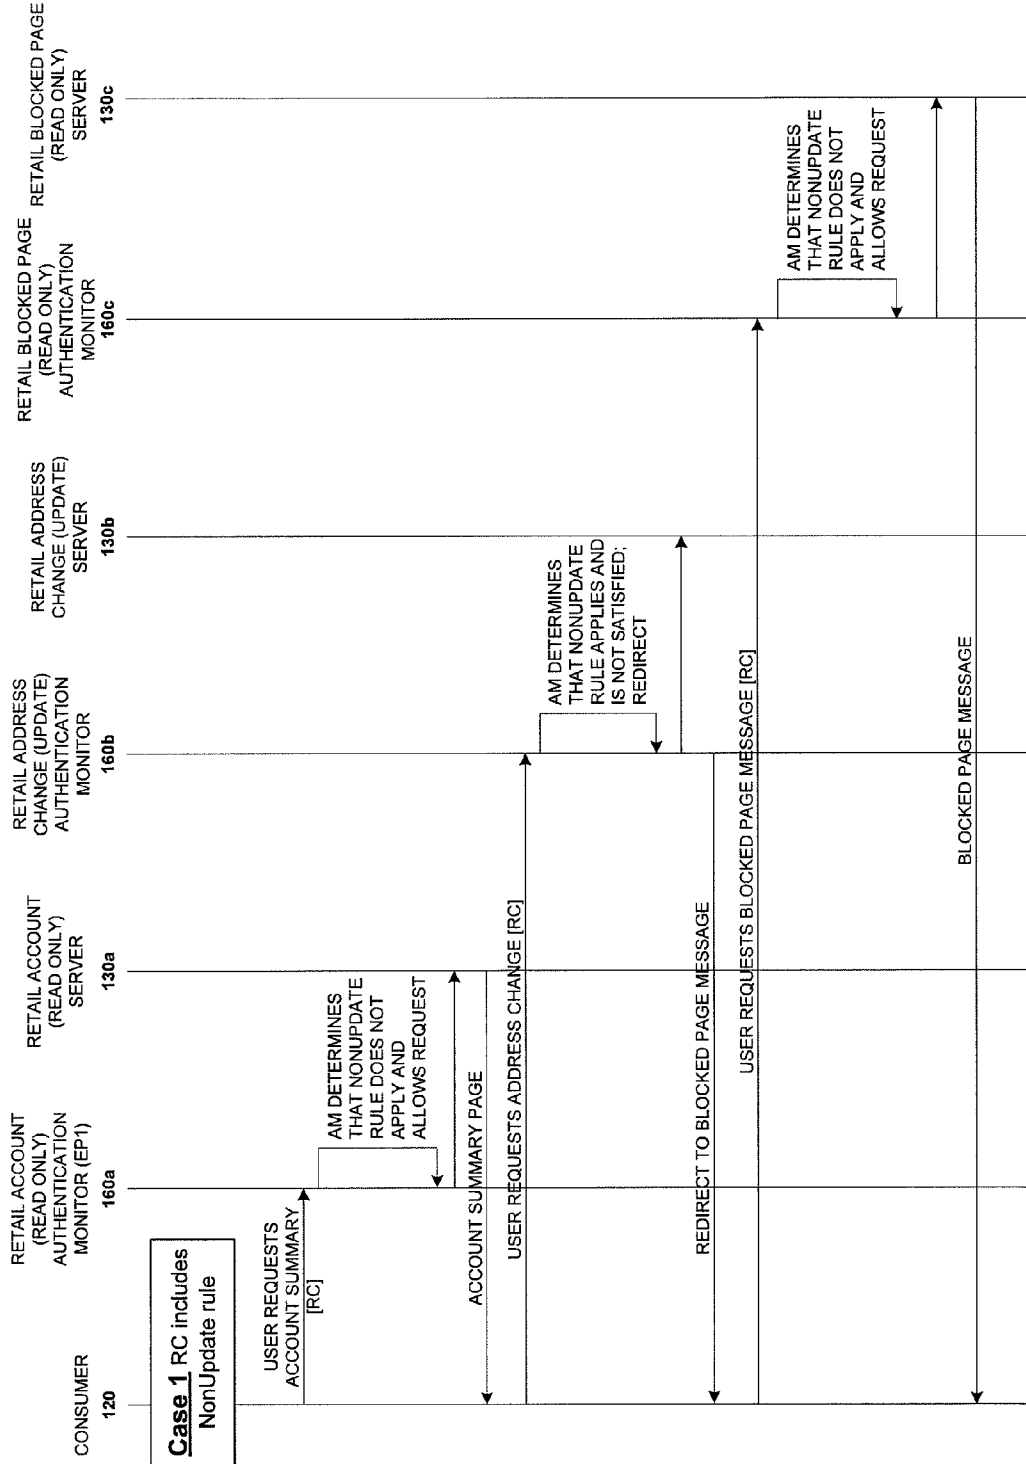 CONSUMER
120
RETAIL ACCOUNT
(READ ONLY)
AUTHENTICATION
MONITOR (EP1)
160a
RETAIL ACCOUNT
(READ ONLY)
SERVER
130a
RETAIL ADDRESS
CHANGE (UPDATE)
AUTHENTICATION
MONITOR
160b
RETAIL ADDRESS
CHANGE (UPDATE)
SERVER
130b
RETAIL BLOCKED PAGE
(READ ONLY)
AUTHENTICATION
MONITOR
160c
RETAIL BLOCKED PAGE
(READ ONLY)
SERVER
130c
Case 1 RC includes
NonUpdate rule
USER REQUESTS
ACCOUNT SUMMARY
[RC]
AM DETERMINES
THAT NONUPDATE
RULE DOES NOT
APPLY AND
ALLOWS REQUEST
ACCOUNT SUMMARY PAGE
USER REQUESTS ADDRESS CHANGE [RC]
AM DETERMINES
THAT NONUPDATE
RULE APPLIES AND
IS NOT SATISFIED;
REDIRECT
REDIRECT TO BLOCKED PAGE MESSAGE
USER REQUESTS BLOCKED PAGE MESSAGE [RC]
AM DETERMINES
THAT NONUPDATE
RULE DOES NOT
APPLY AND
ALLOWS REQUEST
BLOCKED PAGE MESSAGE